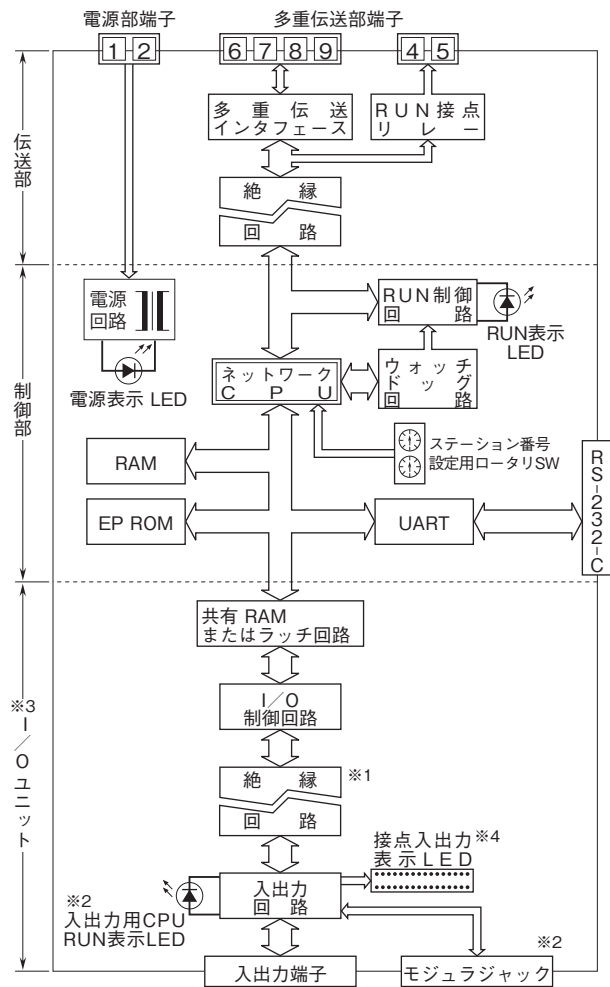 電源部端子
多重伝送部端子
1 2
6 7 8 9
4 5
多重伝送
インタフェース
RUN接点
リレー
絶縁
回路
伝送部
電源
回路
RUN制御
回路
RUN表示
LED
電源表示 LED
ネットワーク
CPU
ウォッチ
ドッグ
回路
制御部
ステーション番号
設定用ロータリSW
RAM
EP ROM
UART
RS-232-C
共有 RAM
またはラッチ回路
I/O
制御回路
※3
I/Oユニット
絶縁
回路
※1
接点入出力※4
表示LED
入出力
回路
※2
入出力用CPU
RUN表示LED
※2
入出力端子
モジュラジャック